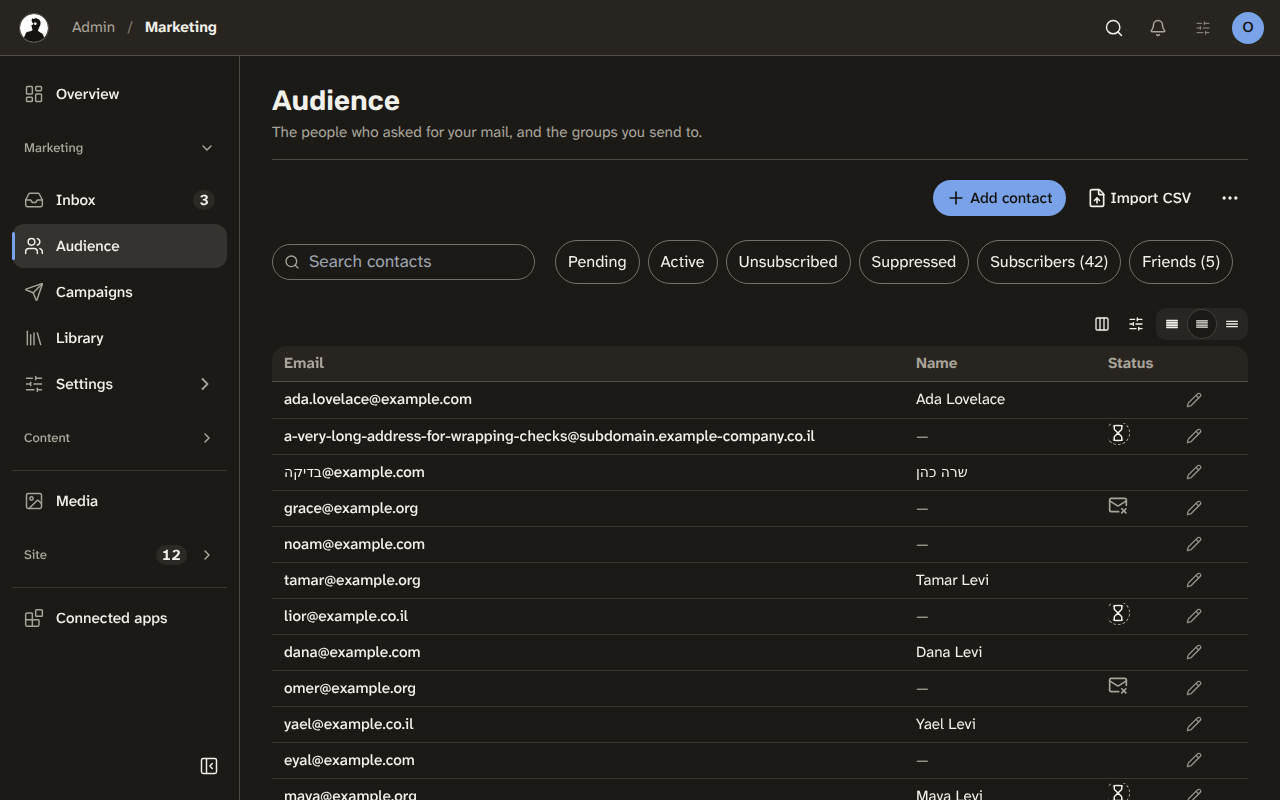 Admin / Marketing
O
Overview
Marketing
Inbox 3
Audience
Campaigns
Library
Settings
Content
Media
Site 12
Connected apps
Audience
The people who asked for your mail, and the groups you send to.
Add contact
Import CSV
Search contacts
Pending
Active
Unsubscribed
Suppressed
Subscribers (42)
Friends (5)
Email Name Status
ada.lovelace@example.com Ada Lovelace
a-very-long-address-for-wrapping-checks@subdomain.example-company.co.il —
בדיקה@example.com שרה כהן
grace@example.org —
noam@example.com —
tamar@example.org Tamar Levi
lior@example.co.il —
dana@example.com Dana Levi
omer@example.org —
yael@example.co.il Yael Levi
eyal@example.com —
maya@example.org Maya Levi